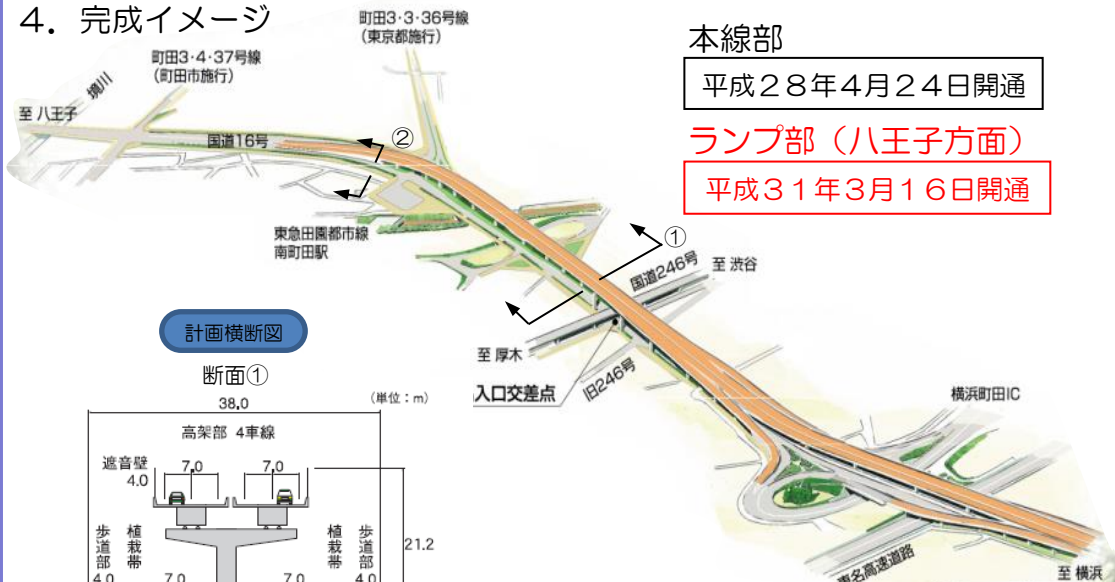 4．完成イメージ
町田3・3・36号線
（東京都施行）
町田3・4・37号線
（町田市施行）
境川
至 八王子
国道16号
②
本線部
平成２８年４月２４日開通
ランプ部（八王子方面）
平成３１年３月１６日開通
東急田園都市線
南町田駅
①
国道246号
至 渋谷
至 厚木
入口交差点
旧246号
横浜町田IC
東名高速道路
至 横浜
計画横断図
断面①
38.0
（単位：m）
高架部 4車線
遮音壁
4.0
7.0
7.0
歩道部
植栽帯
植栽帯
歩道部
21.2
4.0
7.0
7.0
4.0